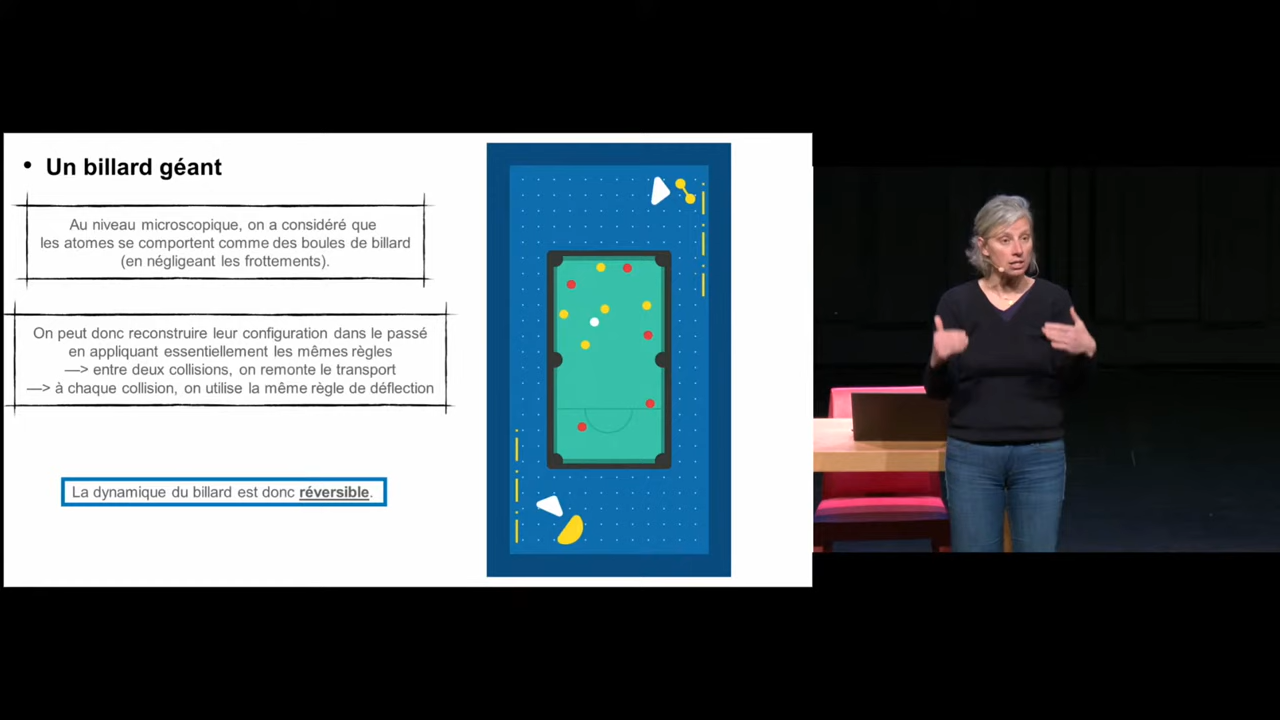 • Un billard géant
Au niveau microscopique, on a considéré que
les atomes se comportent comme des boules de billard
(en négligeant les frottements).
On peut donc reconstruire leur configuration dans le passé
en appliquant essentiellement les mêmes règles
—> entre deux collisions, on remonte le transport
—> à chaque collision, on utilise la même règle de déflection
La dynamique du billard est donc réversible.